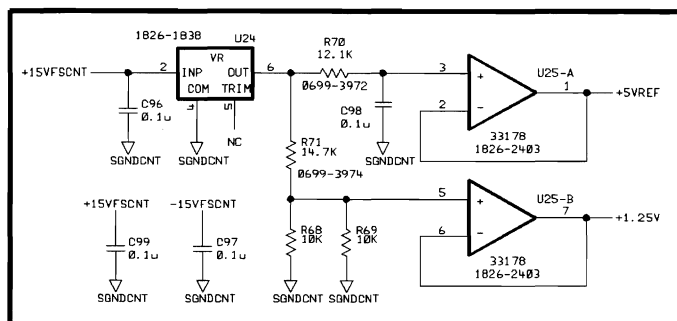 1826-1838
U24
VR
+15VFSCNT
2
INP
OUT
6
COM
TRIM
4
5
NC
C96
0.1u
SGNDCNT
SGNDCNT
R70
12.1K
0699-3972
C98
0.1u
SGNDCNT
3
+
2
−
U25-A
1
+5VREF
33178
1826-2403
R71
14.7K
0699-3974
+15VFSCNT
-15VFSCNT
C99
0.1u
C97
0.1u
SGNDCNT
SGNDCNT
R68
10K
R69
10K
SGNDCNT
SGNDCNT
5
+
6
−
U25-B
7
+1.25V
33178
1826-2403